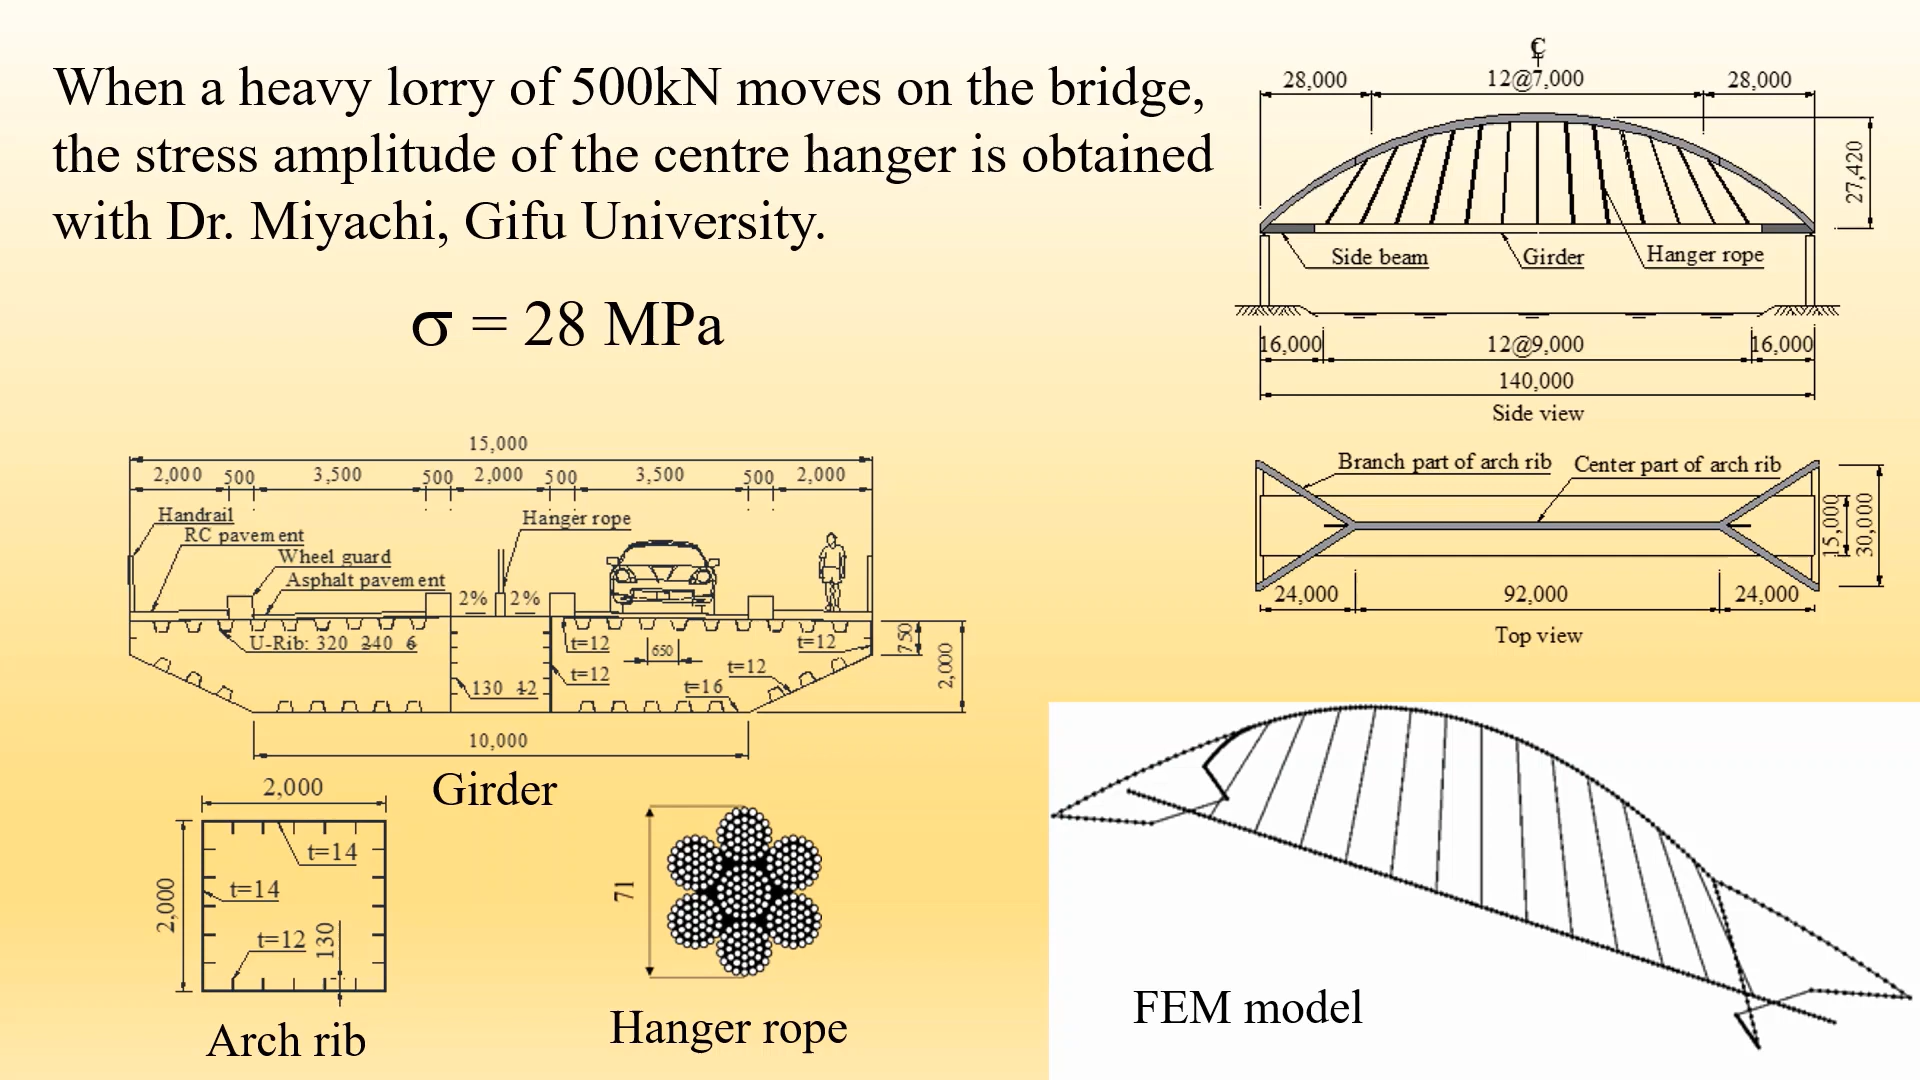 When a heavy lorry of 500kN moves on the bridge,
the stress amplitude of the centre hanger is obtained
with Dr. Miyachi, Gifu University.
σ = 28 MPa
℄
28,000 12@7,000 28,000
27,420
Side beam Girder Hanger rope
16,000 12@9,000 16,000
140,000
Side view
Branch part of arch rib Center part of arch rib
15,000 30,000
24,000 92,000 24,000
Top view
15,000
2,000 500 3,500 500 2,000 500 3,500 500 2,000
Handrail
RC pavement
Wheel guard
Asphalt pavement
Hanger rope
2% 2%
U-Rib: 320 240 6
t=12 650 t=12
750
2,000
130 12 t=12 t=16 t=12
10,000
Girder
2,000
2,000
t=14
t=14
t=12 130
Arch rib
71
Hanger rope
FEM model